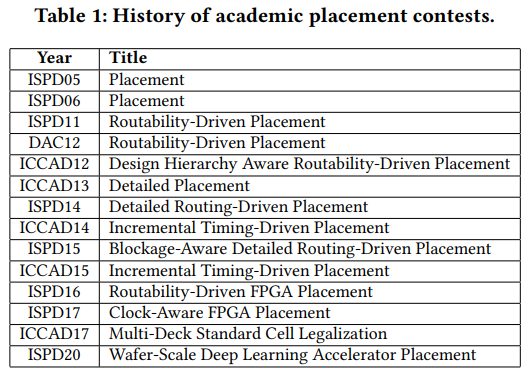 Table 1: History of academic placement contests.
Year Title
ISPD05 Placement
ISPD06 Placement
ISPD11 Routability-Driven Placement
DAC12 Routability-Driven Placement
ICCAD12 Design Hierarchy Aware Routability-Driven Placement
ICCAD13 Detailed Placement
ISPD14 Detailed Routing-Driven Placement
ICCAD14 Incremental Timing-Driven Placement
ISPD15 Blockage-Aware Detailed Routing-Driven Placement
ICCAD15 Incremental Timing-Driven Placement
ISPD16 Routability-Driven FPGA Placement
ISPD17 Clock-Aware FPGA Placement
ICCAD17 Multi-Deck Standard Cell Legalization
ISPD20 Wafer-Scale Deep Learning Accelerator Placement